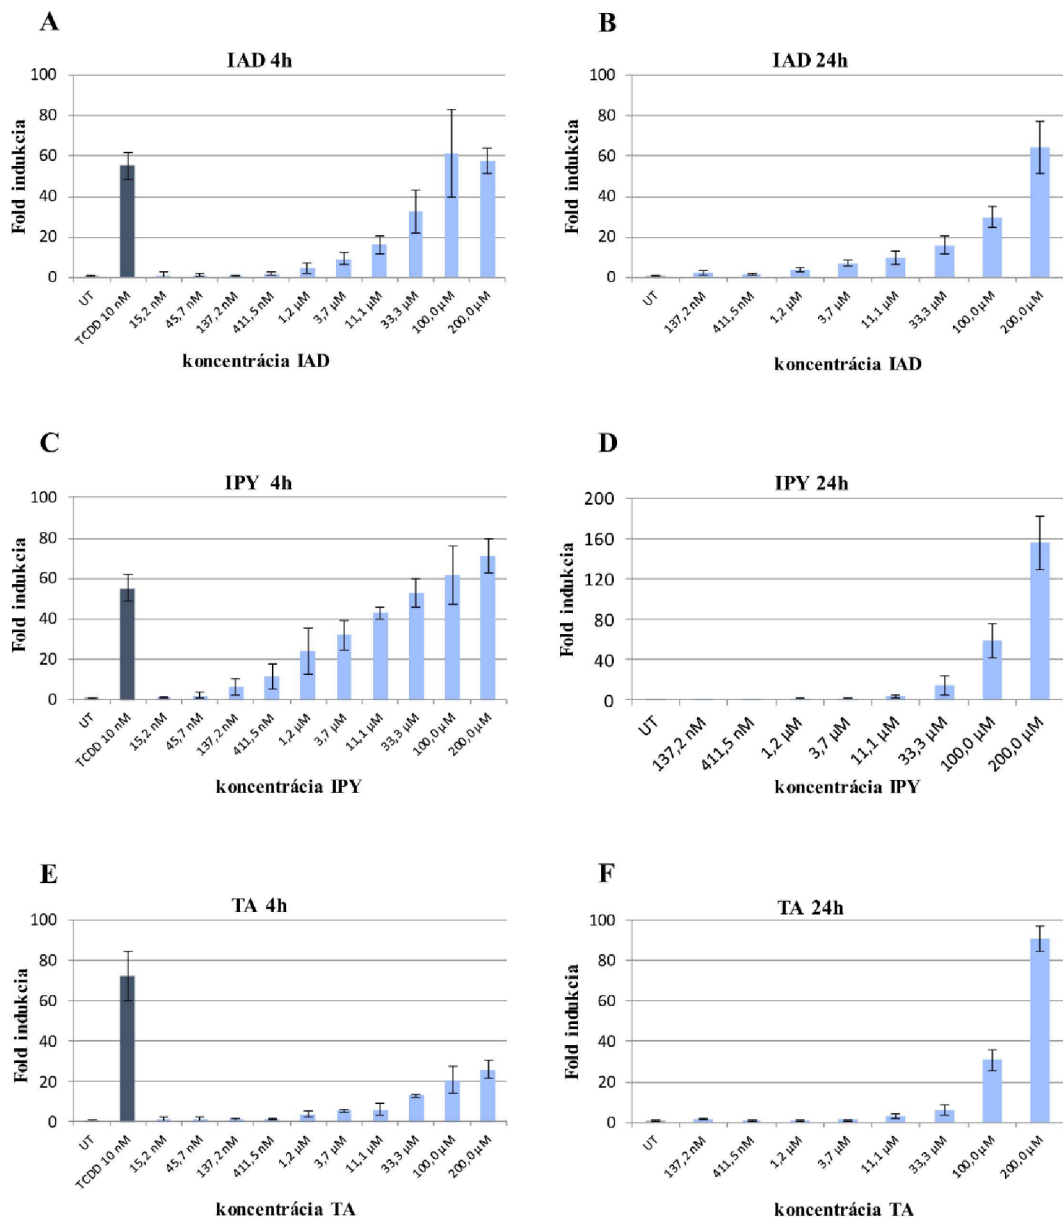 A
IAD 4h
Fold indukcia
100
80
60
40
20
0
UT
TCDD 10 nM
15,2 nM
45,7 nM
137,2 nM
411,5 nM
1,2 µM
3,7 µM
11,1 µM
33,3 µM
100,0 µM
200,0 µM
koncentrácia IAD
B
IAD 24h
Fold indukcia
100
80
60
40
20
0
UT
137,2 nM
411,5 nM
1,2 µM
3,7 µM
11,1 µM
33,3 µM
100,0 µM
200,0 µM
koncentrácia IAD
C
IPY 4h
Fold indukcia
100
80
60
40
20
0
UT
TCDD 10 nM
15,2 nM
45,7 nM
137,2 nM
411,5 nM
1,2 µM
3,7 µM
11,1 µM
33,3 µM
100,0 µM
200,0 µM
koncentrácia IPY
D
IPY 24h
Fold indukcia
200
160
120
80
40
0
UT
137,2 nM
411,5 nM
1,2 µM
3,7 µM
11,1 µM
33,3 µM
100,0 µM
200,0 µM
koncentrácia IPY
E
TA 4h
Fold indukcia
100
80
60
40
20
0
UT
TCDD 10 nM
15,2 nM
45,7 nM
137,2 nM
411,5 nM
1,2 µM
3,7 µM
11,1 µM
33,3 µM
100,0 µM
200,0 µM
koncentrácia TA
F
TA 24h
Fold indukcia
100
80
60
40
20
0
UT
137,2 nM
411,5 nM
1,2 µM
3,7 µM
11,1 µM
33,3 µM
100,0 µM
200,0 µM
koncentrácia TA